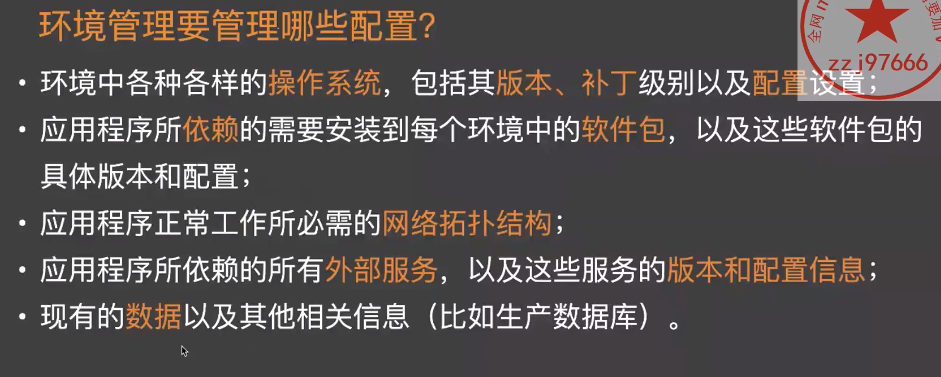 环境管理要管理哪些配置?
• 环境中各种各样的操作系统，包括其版本、补丁级别以及配置设置；
• 应用程序所依赖的需要安装到每个环境中的软件包，以及这些软件包的
具体版本和配置；
• 应用程序正常工作所必需的网络拓扑结构；
• 应用程序所依赖的所有外部服务，以及这些服务的版本和配置信息；
• 现有的数据以及其他相关信息（比如生产数据库）。
全网 IT
需要加
zz i97666